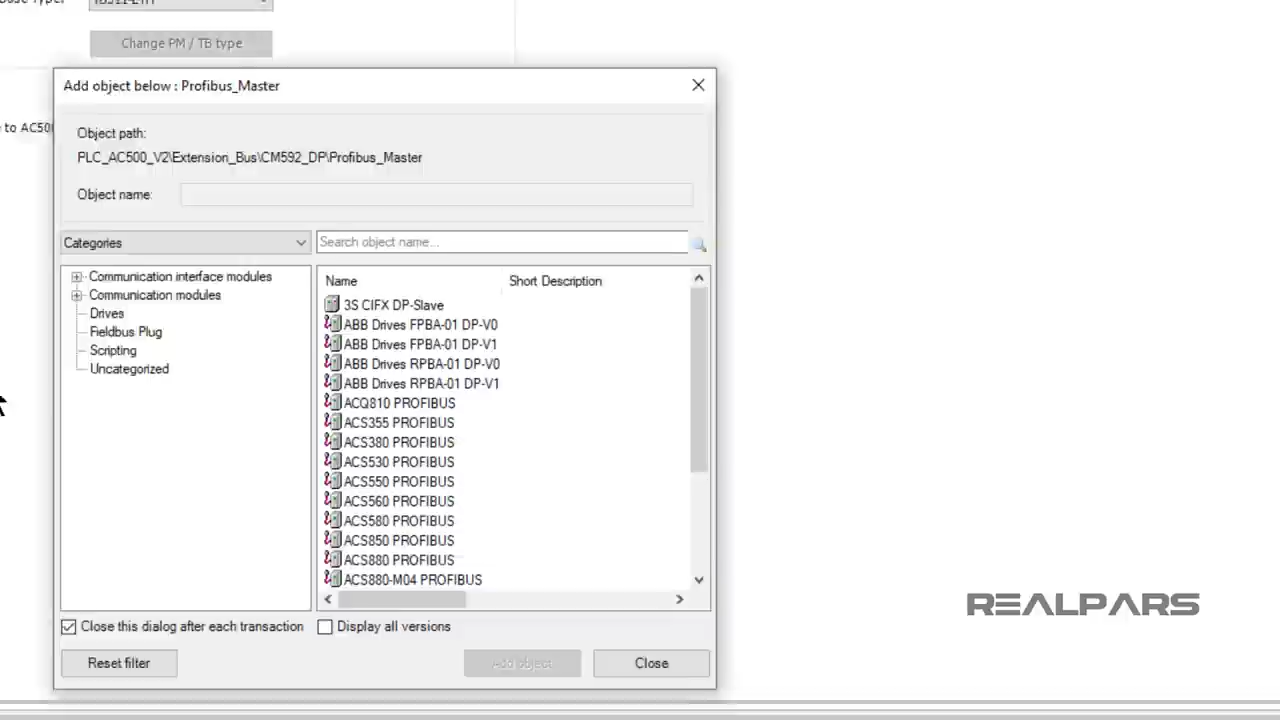 Change PM / TB type
Add object below : Profibus_Master
Object path:
e to AC50
PLC_AC500_V2\Extension_Bus\CM592_DP\Profibus_Master
Object name:
Categories
Search object name...
Communication interface modules
Communication modules
Drives
Fieldbus Plug
Scripting
Uncategorized
Name Short Description
3S CIFX DP-Slave
ABB Drives FPBA-01 DP-V0
ABB Drives FPBA-01 DP-V1
ABB Drives RPBA-01 DP-V0
ABB Drives RPBA-01 DP-V1
ACQ810 PROFIBUS
ACS355 PROFIBUS
ACS380 PROFIBUS
ACS530 PROFIBUS
ACS550 PROFIBUS
ACS560 PROFIBUS
ACS580 PROFIBUS
ACS850 PROFIBUS
ACS880 PROFIBUS
ACS880-M04 PROFIBUS
REALPARS
Close this dialog after each transaction
Display all versions
Reset filter
Add object
Close